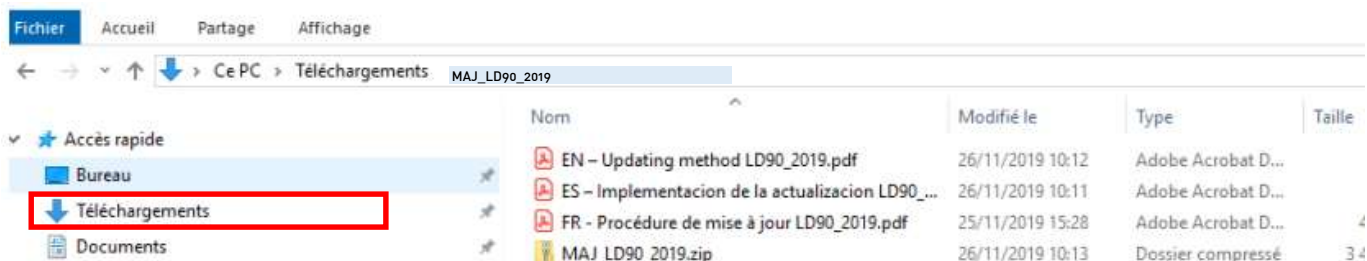 Fichier Accueil Partage Affichage
Ce PC > Téléchargements MAJ_LD90_2019
Nom Modifié le Type Taille
Accès rapide
EN – Updating method LD90_2019.pdf 26/11/2019 10:12 Adobe Acrobat D...
Bureau
ES – Implementacion de la actualizacion LD90_... 26/11/2019 10:11 Adobe Acrobat D...
Téléchargements
FR - Procédure de mise à jour LD90_2019.pdf 25/11/2019 15:28 Adobe Acrobat D...
Documents
MAJ_LD90_2019.zip 26/11/2019 10:13 Dossier compressé